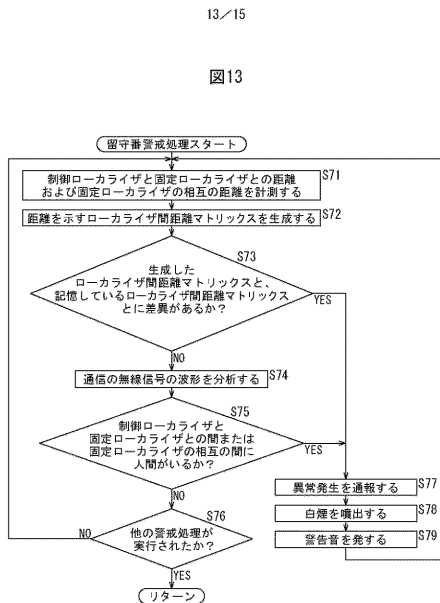 13／15
図13
留守番警戒処理スタート
S71
制御ローカライザと固定ローカライザとの距離
および固定ローカライザの相互の距離を計測する
S72
距離を示すローカライザ間距離マトリックスを生成する
S73
生成した
ローカライザ間距離マトリックスと、
記憶しているローカライザ間距離マトリックス
とに差異があるか？
YES
NO
S74
通信の無線信号の波形を分析する
S75
制御ローカライザと
固定ローカライザとの間または
固定ローカライザの相互の間に
人間がいるか？
YES
NO
S76
他の警戒処理が
実行されたか？
NO
YES
リターン
S77
異常発生を通報する
S78
白煙を噴出する
S79
警告音を発する